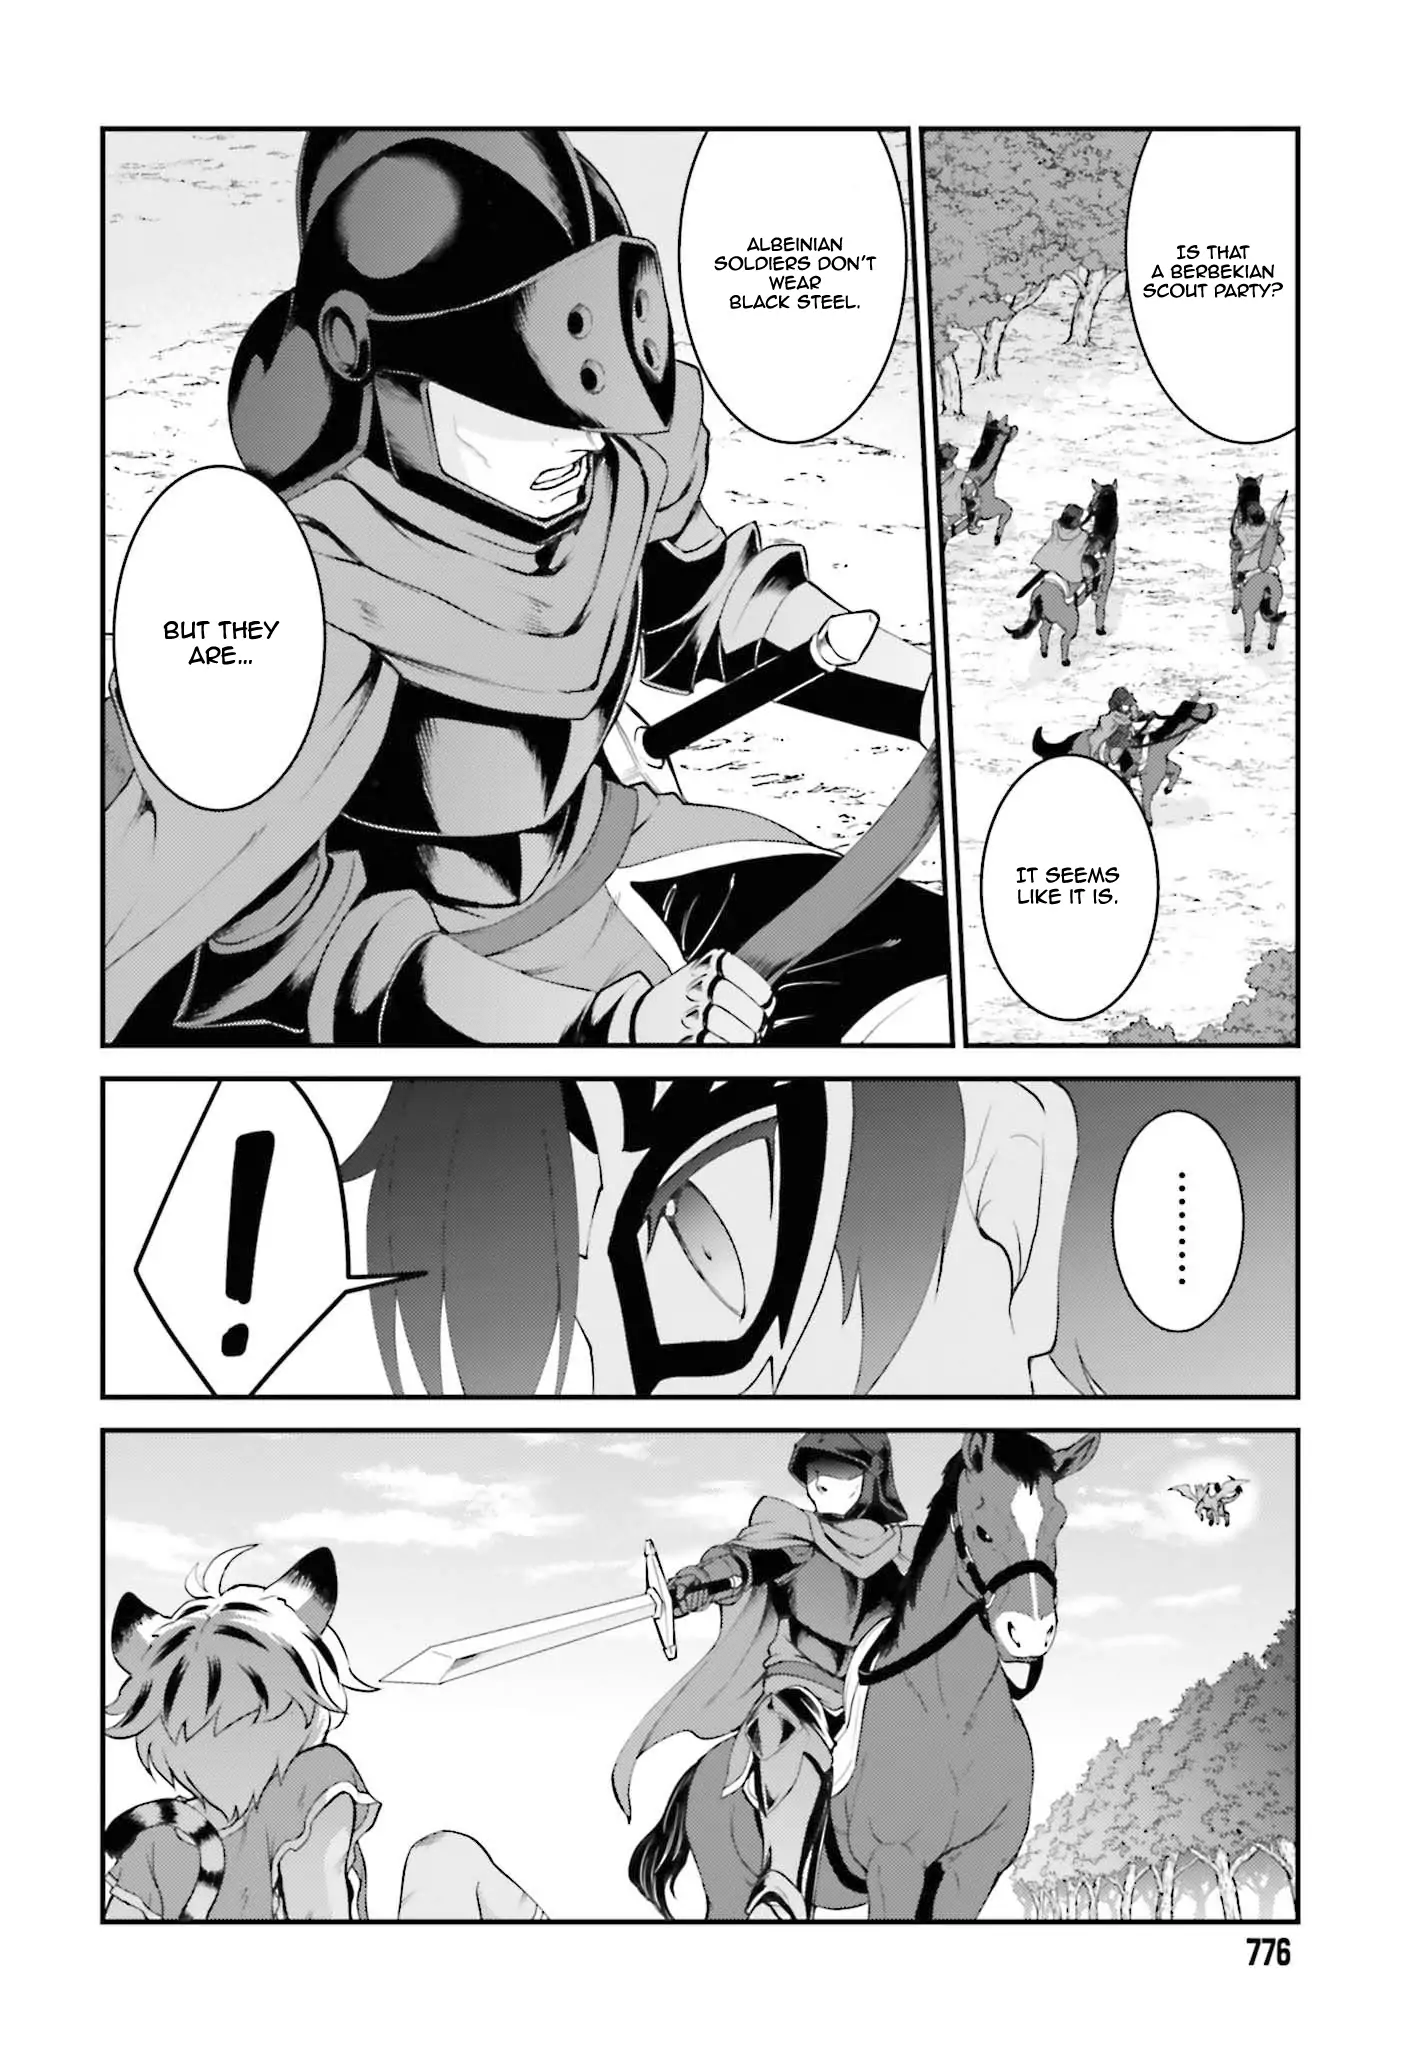 IS THAT
A BERBEKIAN
SCOUT PARTY?
IT SEEMS
LIKE IT IS.
ALBEINIAN
SOLDIERS DON'T
WEAR
BLACK STEEL.
BUT THEY
ARE...
.........
!
776